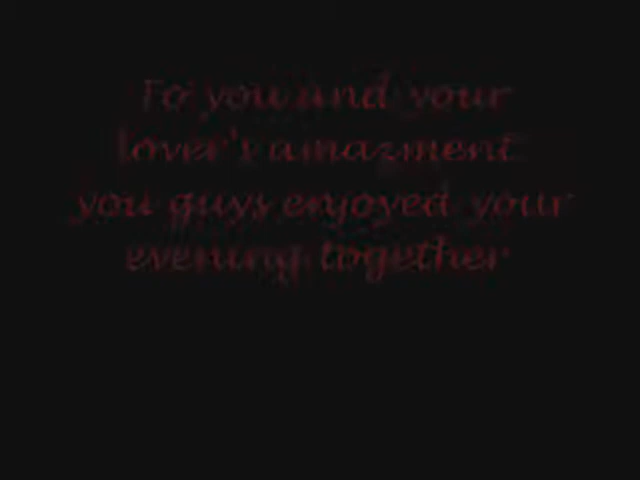 To you and your
lover's amazment
you guys enjoyed your
evening together